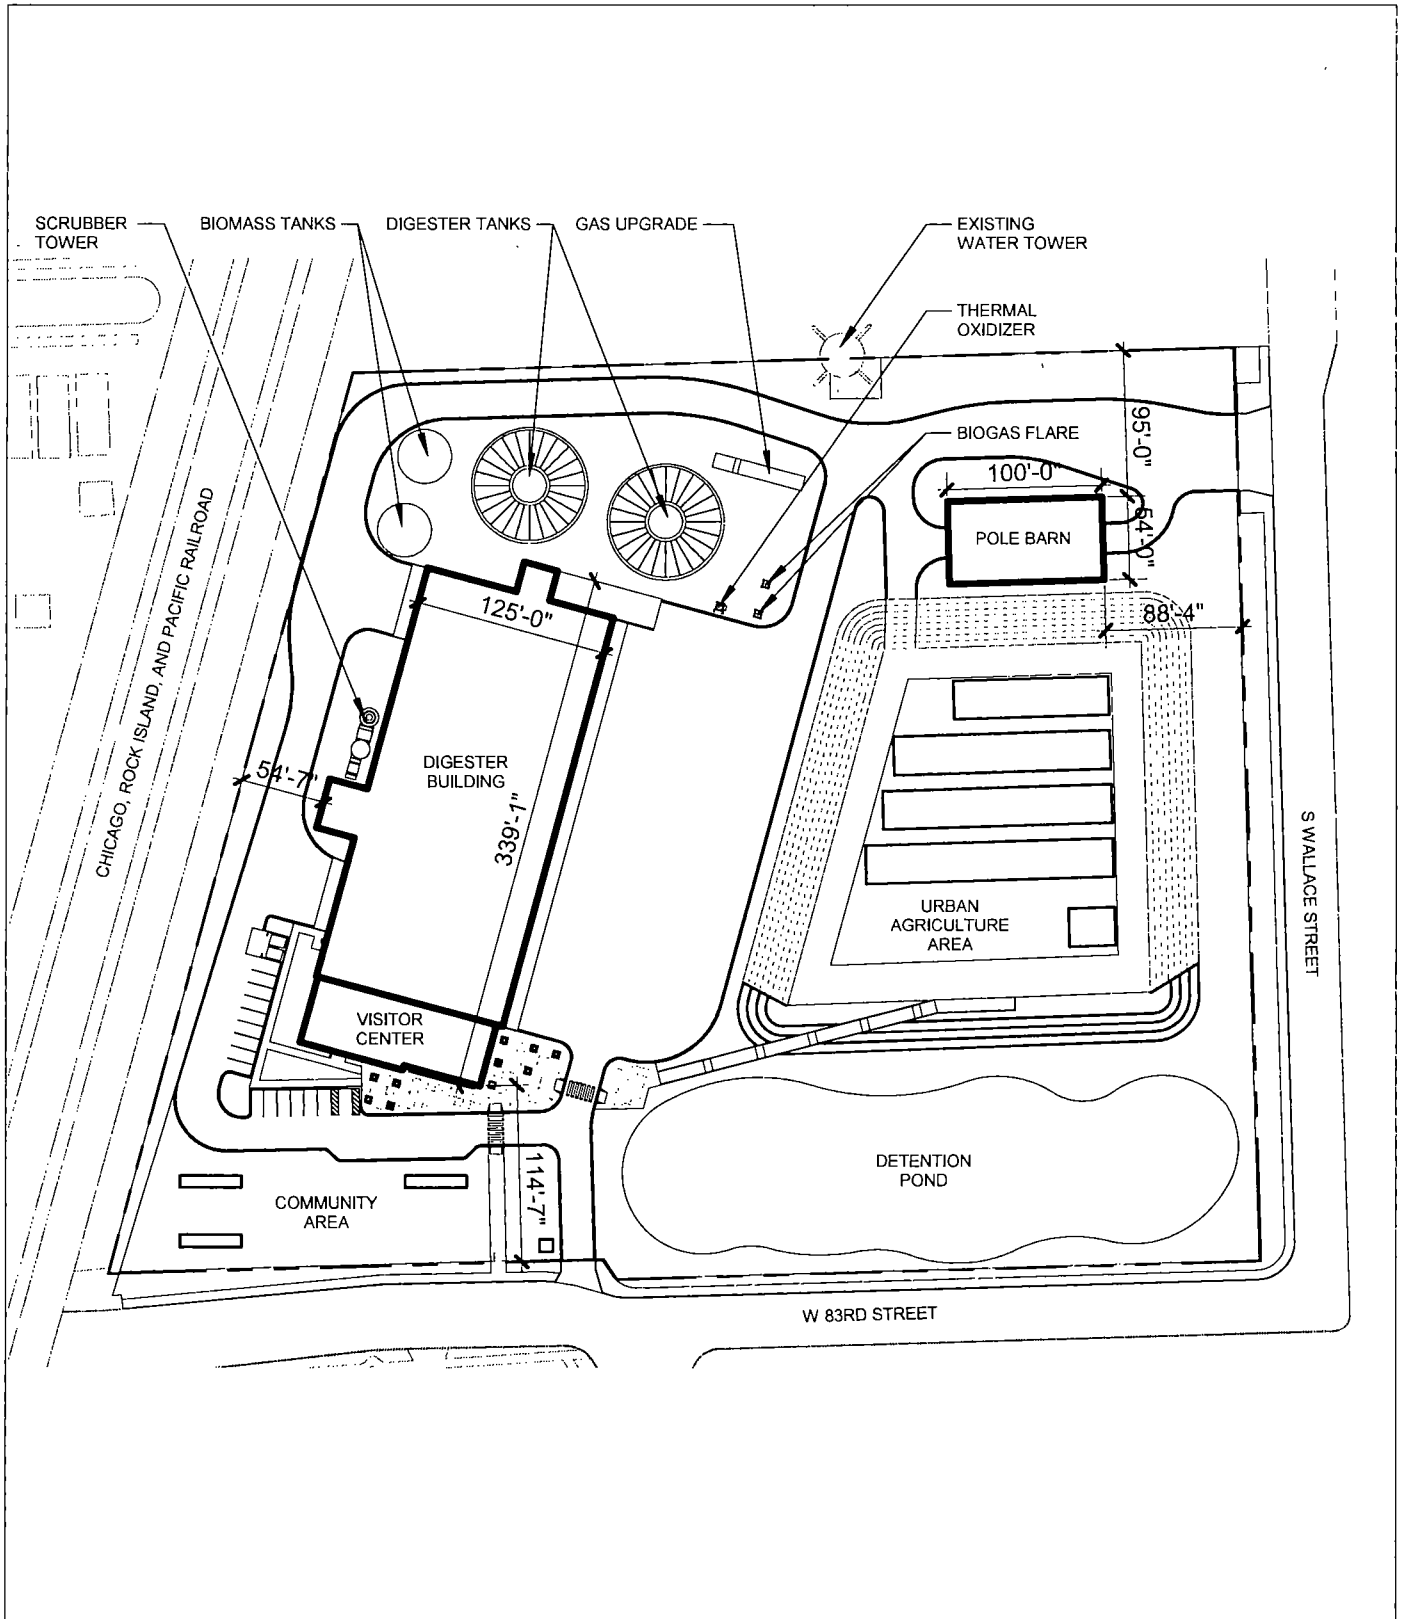 SCRUBBER
TOWER
BIOMASS TANKS
DIGESTER TANKS
GAS UPGRADE
EXISTING
WATER TOWER
THERMAL
OXIDIZER
BIOGAS FLARE
95'-0"
100'-0"
POLE BARN
54'-0"
88'-4"
125'-0"
CHICAGO, ROCK ISLAND, AND PACIFIC RAILROAD
DIGESTER
BUILDING
54'-7"
339'-1"
URBAN
AGRICULTURE
AREA
S WALLACE STREET
VISITOR
CENTER
DETENTION
POND
COMMUNITY
AREA
114'-7"
W 83RD STREET